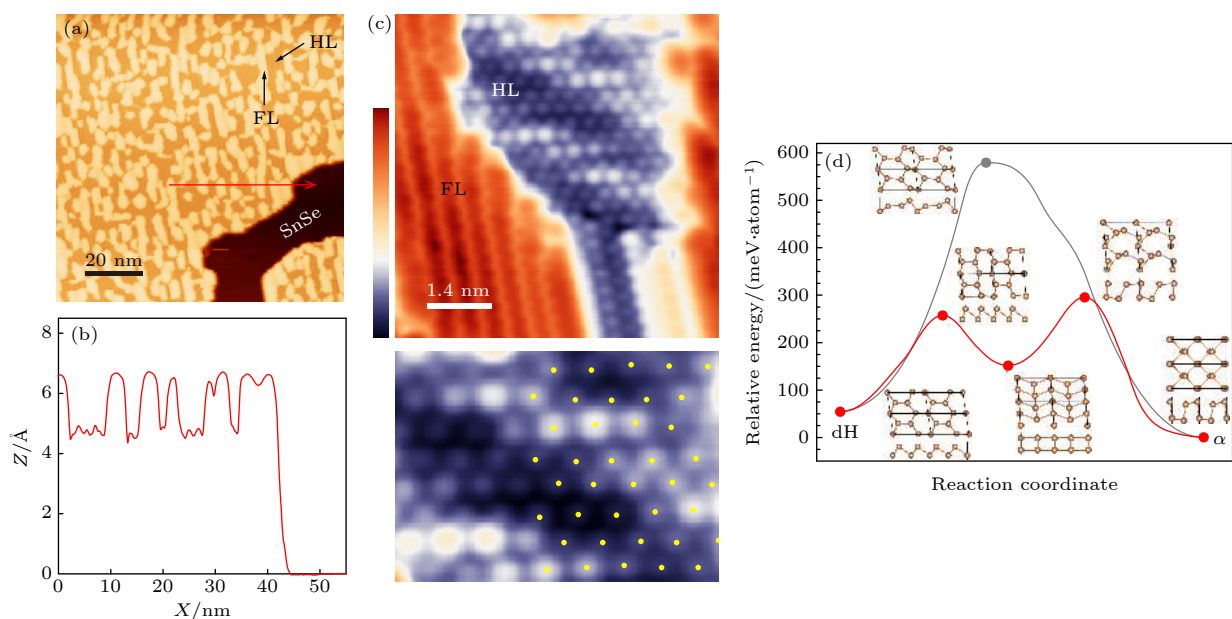 (a)
HL
FL
SnSe
20 nm
(b)
Z/Å
6
4
2
0
0 10 20 30 40 50
X/nm
(c)
HL
FL
1.4 nm
(d)
Relative energy/(meV·atom⁻¹)
600
500
400
300
200
100
0
dH
α
Reaction coordinate